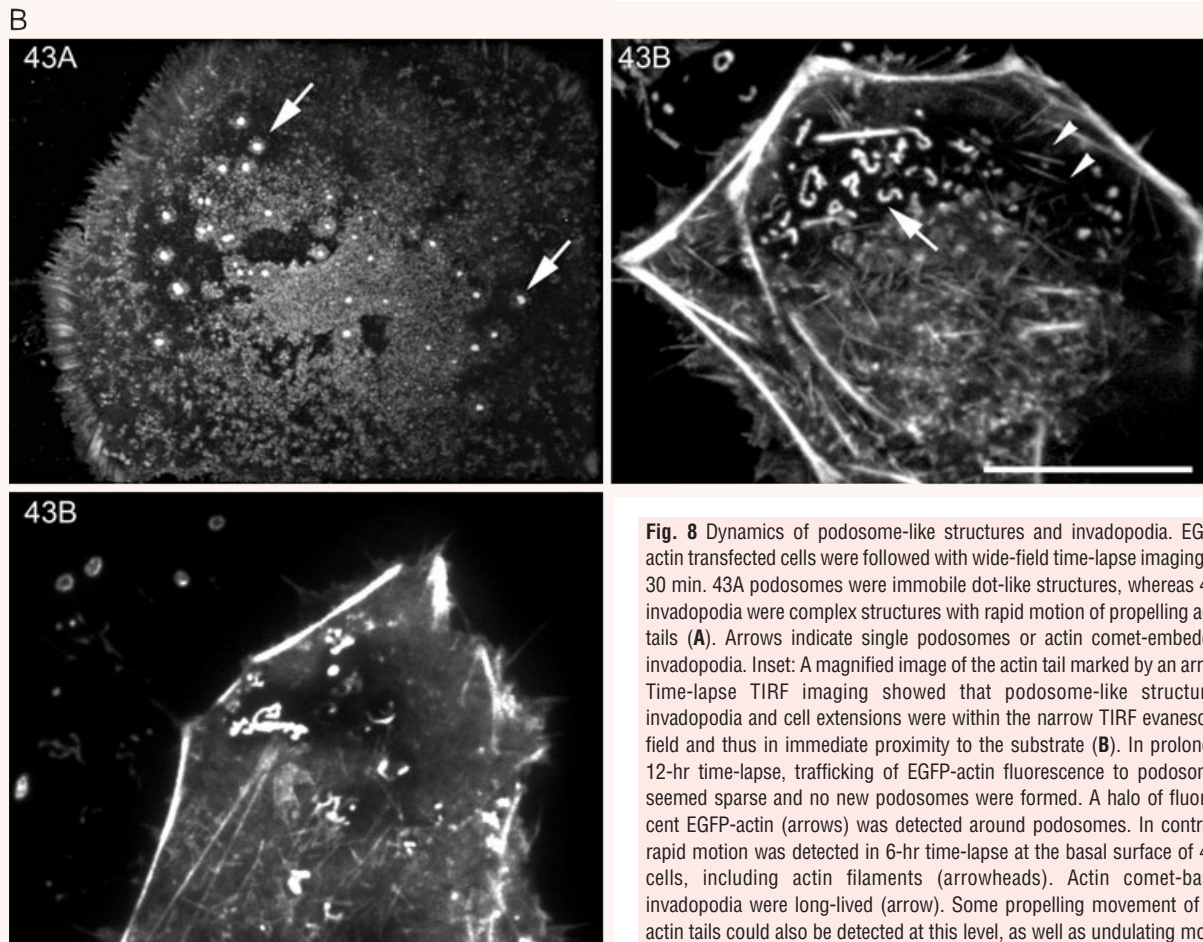 B
43A
43B
43B
Fig. 8 Dynamics of podosome-like structures and invadopodia. EG
actin transfected cells were followed with wide-field time-lapse imaging
30 min. 43A podosomes were immobile dot-like structures, whereas 4
invadopodia were complex structures with rapid motion of propelling a
tails (A). Arrows indicate single podosomes or actin comet-embed
invadopodia. Inset: A magnified image of the actin tail marked by an arr
Time-lapse TIRF imaging showed that podosome-like structur
invadopodia and cell extensions were within the narrow TIRF evanesc
field and thus in immediate proximity to the substrate (B). In prolon
12-hr time-lapse, trafficking of EGFP-actin fluorescence to podoson
seemed sparse and no new podosomes were formed. A halo of fluor
cent EGFP-actin (arrows) was detected around podosomes. In contr
rapid motion was detected in 6-hr time-lapse at the basal surface of 4
cells, including actin filaments (arrowheads). Actin comet-bas
invadopodia were long-lived (arrow). Some propelling movement of
actin tails could also be detected at this level, as well as undulating mo